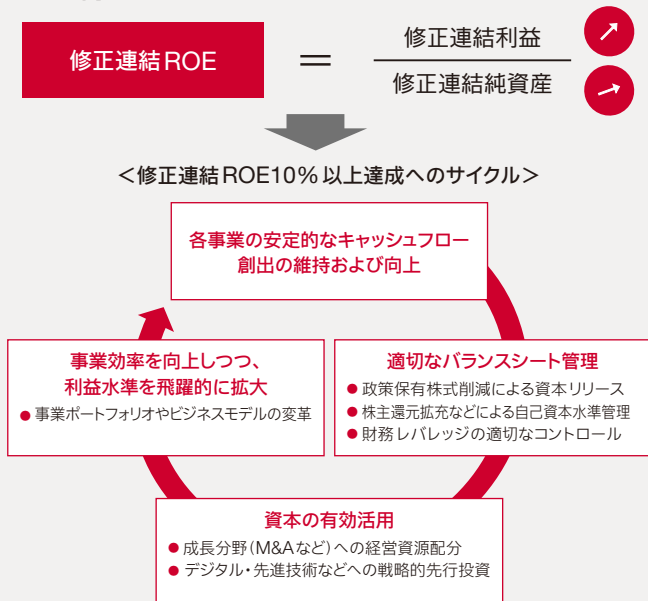 修正連結ROE
＝
修正連結利益
修正連結純資産
＜修正連結ROE10％以上達成へのサイクル＞
各事業の安定的なキャッシュフロー
創出の維持および向上
事業効率を向上しつつ、
利益水準を飛躍的に拡大
●事業ポートフォリオやビジネスモデルの変革
適切なバランスシート管理
●政策保有株式削減による資本リリース
●株主還元拡充などによる自己資本水準管理
●財務レバレッジの適切なコントロール
資本の有効活用
●成長分野(M&Aなど)への経営資源配分
●デジタル・先進技術などへの戦略的先行投資